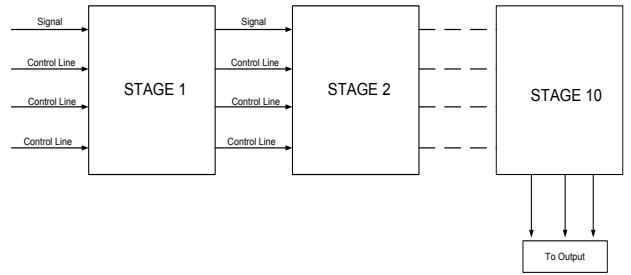 Signal
Control Line
Control Line
Control Line
STAGE 1
Signal
Control Line
Control Line
Control Line
STAGE 2
STAGE 10
To Output